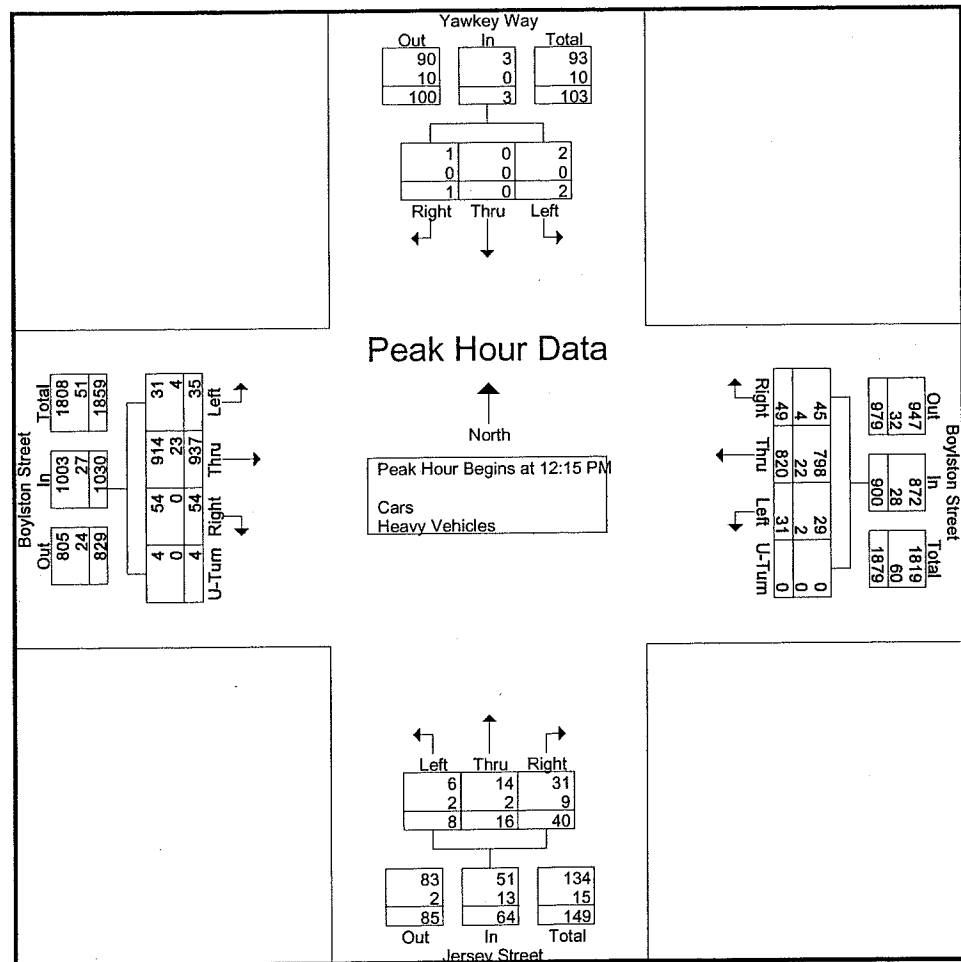 Yawkey Way
Out In Total
90 3 93
10 0 10
100 3 103
1 0 2
0 0 0
1 0 2
Right Thru Left
Peak Hour Data
North
Peak Hour Begins at 12:15 PM
Cars
Heavy Vehicles
Boylston Street
Total In Out
1808 1003 805
51 27 24
1859 1030 829
31 914 54 4
4 23 0 0
35 937 54 4
Left Thru Right U-Turn
Boylston Street
Out In Total
947 872 1819
32 28 60
979 900 1879
45 798 29 0
4 22 2 0
49 820 31 0
Right Thru Left U-Turn
Left Thru Right
6 14 31
2 2 9
8 16 40
83 51 134
2 13 15
85 64 149
Out In Total
Jersey Street